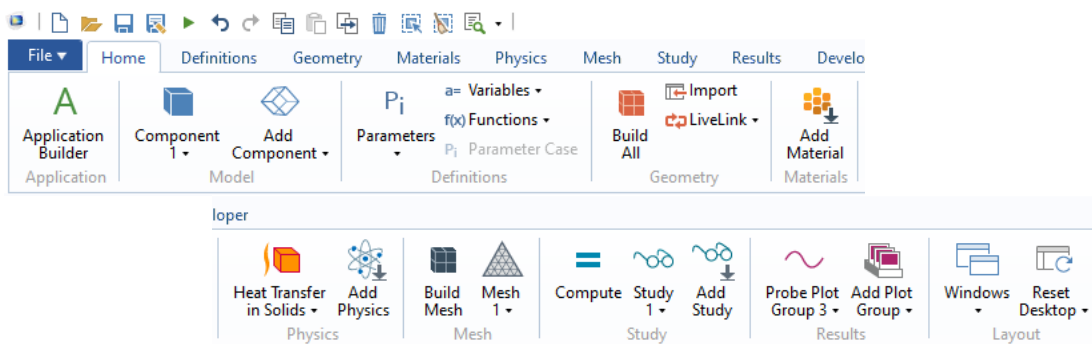 File Home Definitions Geometry Materials Physics Mesh Study Results Develo
A Pi a= Variables Import
Application Component Add Parameters f(x) Functions Build LiveLink Add
Builder 1 Component Pi Parameter Case All Material
Application Model Definitions Geometry Materials
loper
Heat Transfer Add Build Mesh Compute Study Add Probe Plot Add Plot Windows Reset
in Solids Physics Mesh 1 1 Study Group 3 Group Desktop
Physics Mesh Study Results Layout